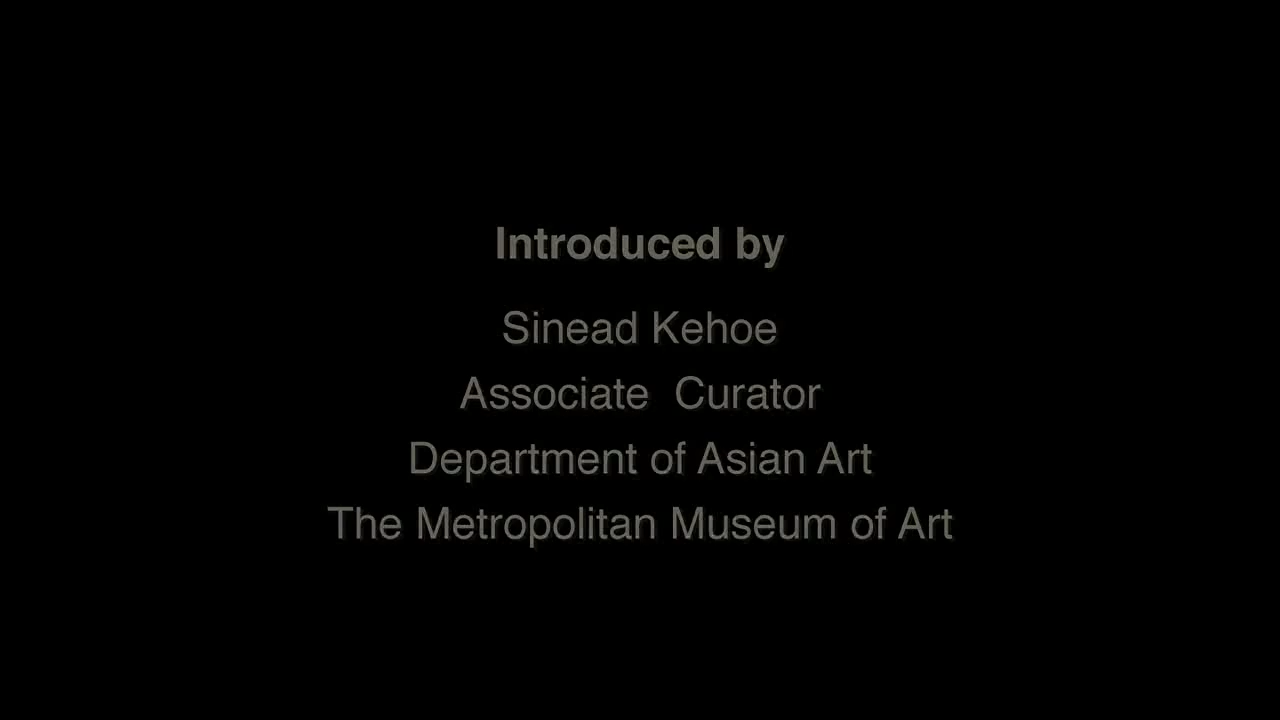 Introduced by
Sinead Kehoe
Associate  Curator
Department of Asian Art
The Metropolitan Museum of Art